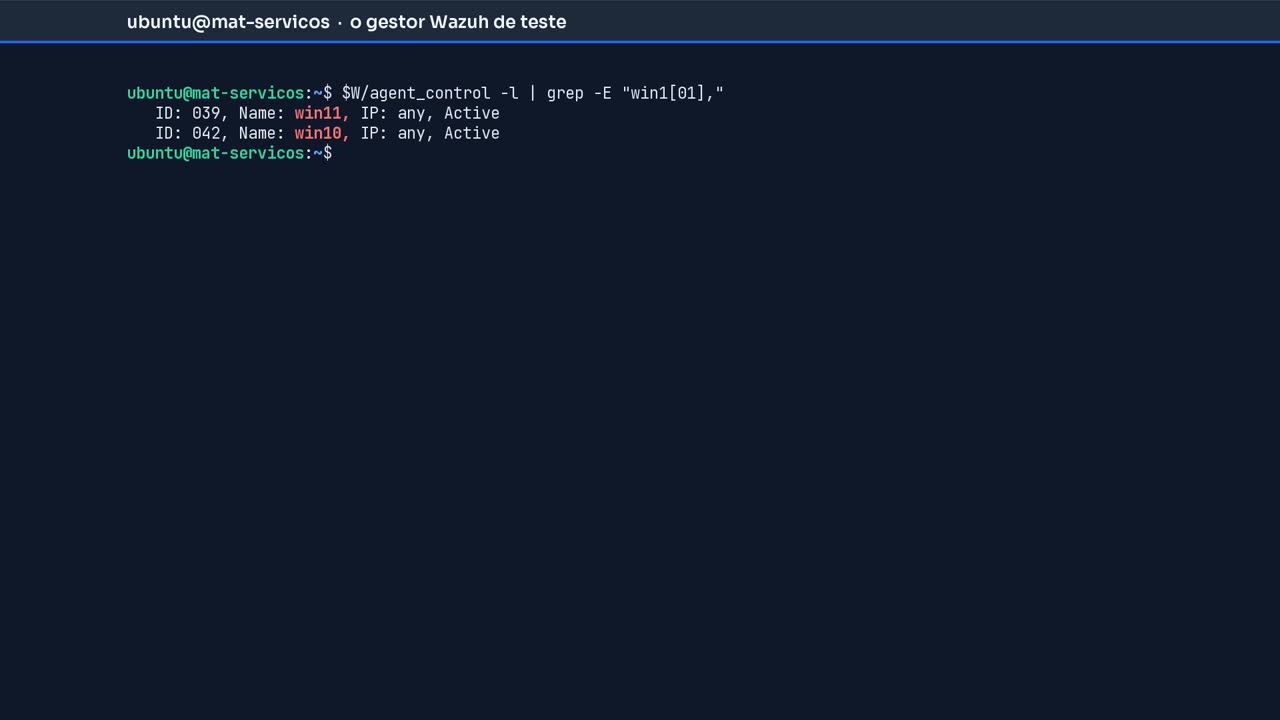 ubuntu@mat-servicos · o gestor Wazuh de teste
ubuntu@mat-servicos:~$ $W/agent_control -l | grep -E "win1[01],"
   ID: 039, Name: win11, IP: any, Active
   ID: 042, Name: win10, IP: any, Active
ubuntu@mat-servicos:~$